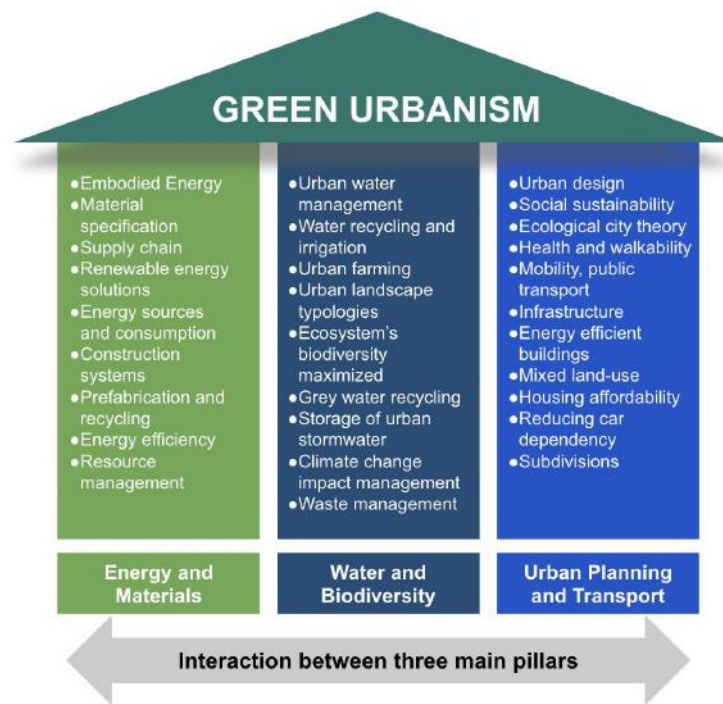 GREEN URBANISM
●Embodied Energy
●Material
specification
●Supply chain
●Renewable energy
solutions
●Energy sources
and consumption
●Construction
systems
●Prefabrication and
recycling
●Energy efficiency
●Resource
management
Energy and
Materials
●Urban water
management
●Water recycling and
irrigation
●Urban farming
●Urban landscape
typologies
●Ecosystem's
biodiversity
maximized
●Grey water recycling
●Storage of urban
stormwater
●Climate change
impact management
●Waste management
Water and
Biodiversity
●Urban design
●Social sustainability
●Ecological city theory
●Health and walkability
●Mobility, public
transport
●Infrastructure
●Energy efficient
buildings
●Mixed land-use
●Housing affordability
●Reducing car
dependency
●Subdivisions
Urban Planning
and Transport
Interaction between three main pillars